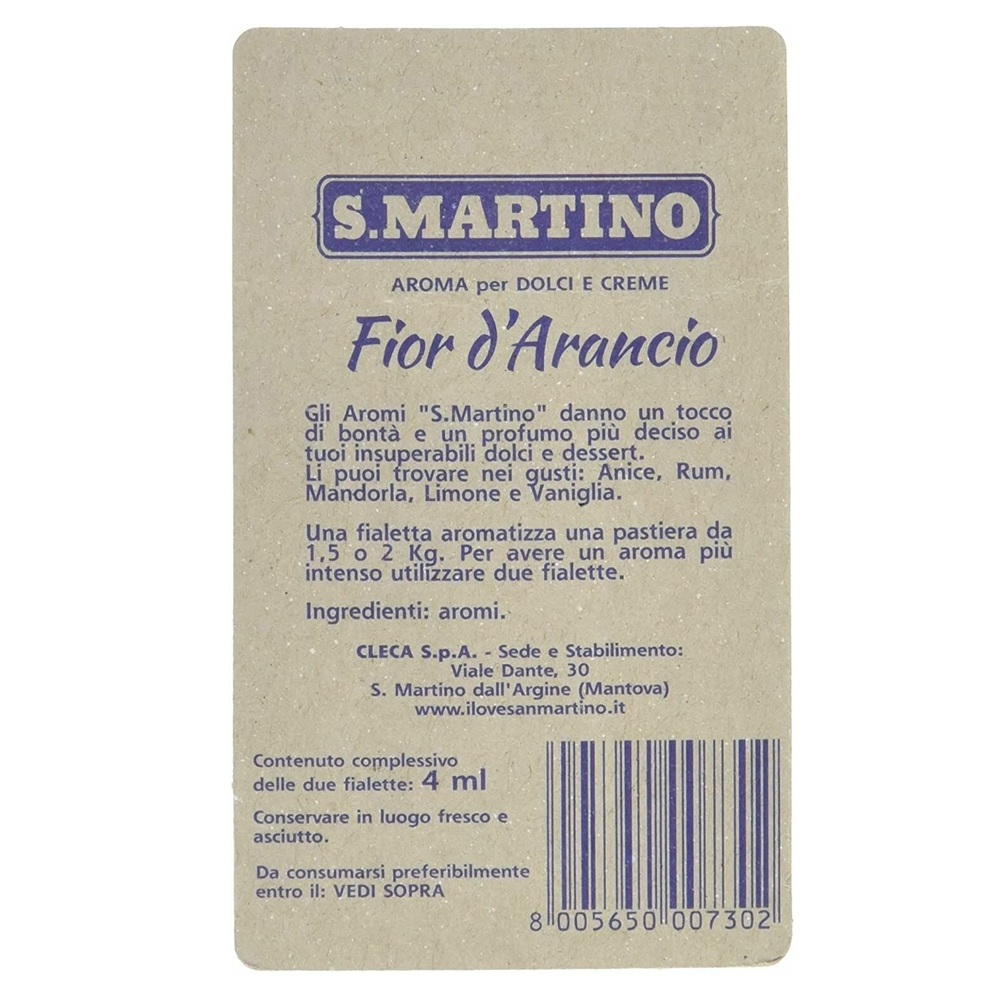 S.MARTINO
AROMA per DOLCI E CREME
Fior d'Arancio
Gli Aromi "S.Martino" danno un tocco
di bontà e un profumo più deciso ai
tuoi insuperabili dolci e dessert.
Li puoi trovare nei gusti: Anice, Rum,
Mandorla, Limone e Vaniglia.
Una fialetta aromatizza una pastiera da
1,5 o 2 Kg. Per avere un aroma più
intenso utilizzare due fialette.
Ingredienti: aromi.
CLECA S.p.A. - Sede e Stabilimento:
Viale Dante, 30
S. Martino dall'Argine (Mantova)
www.ilovesanmartino.it
Contenuto complessivo
delle due fialette: 4 ml
Conservare in luogo fresco e
asciutto.
Da consumarsi preferibilmente
entro il: VEDI SOPRA
8 005650 007302